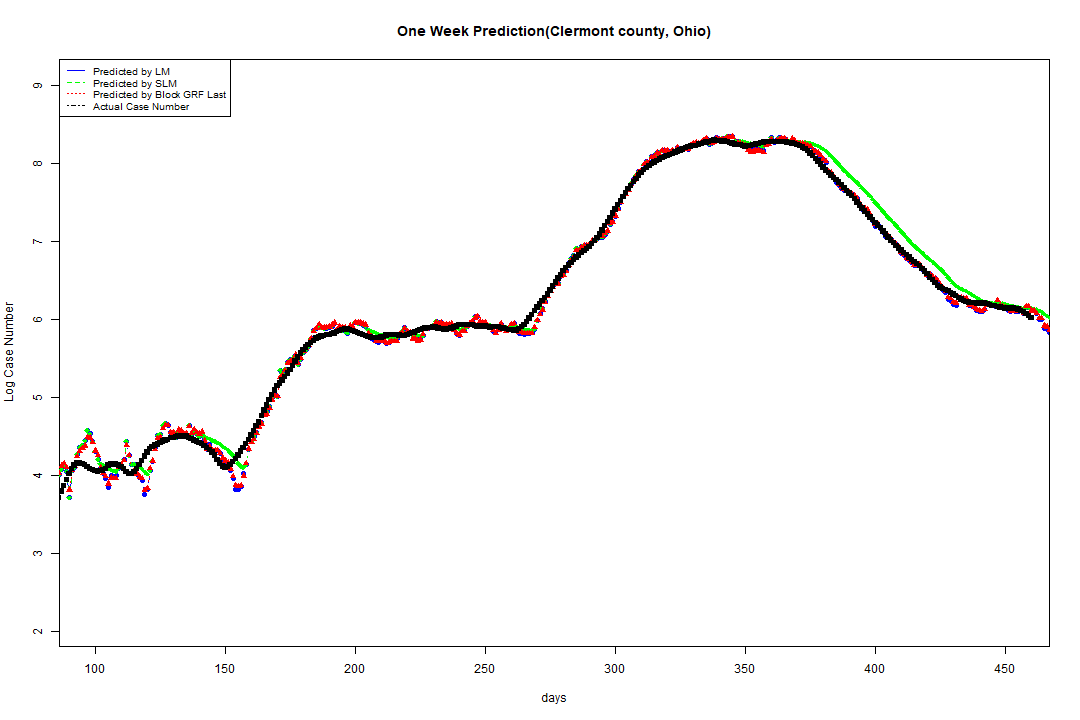 One Week Prediction(Clermont county, Ohio)
Predicted by LM
Predicted by SLM
Predicted by Block GRF Last
Actual Case Number
9
8
7
6
5
4
3
2
Log Case Number
100 150 200 250 300 350 400 450
days